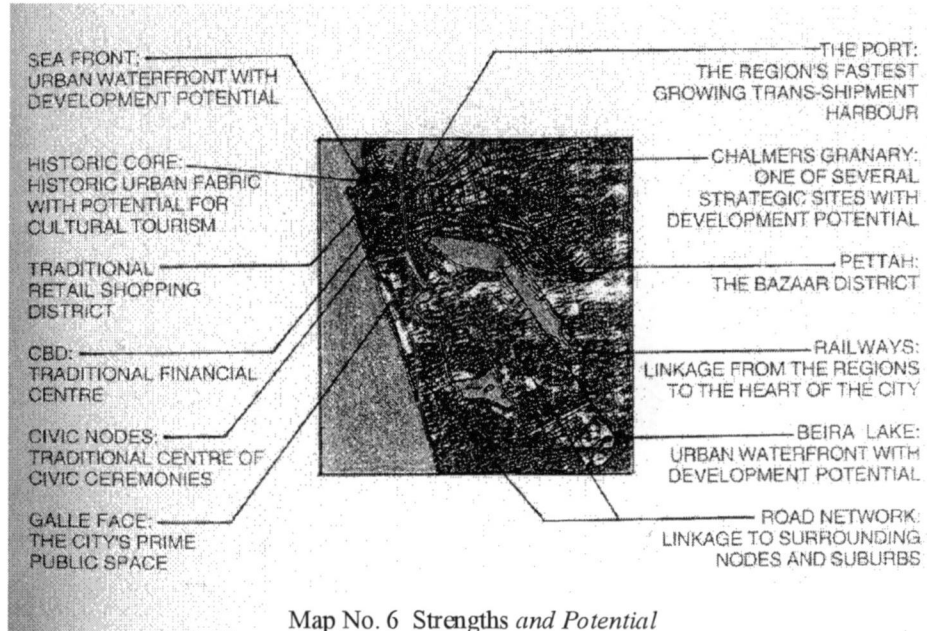 SEA FRONT:
URBAN WATERFRONT WITH
DEVELOPMENT POTENTIAL
HISTORIC CORE:
HISTORIC URBAN FABRIC
WITH POTENTIAL FOR
CULTURAL TOURISM
TRADITIONAL
RETAIL SHOPPING
DISTRICT
CBD:
TRADITIONAL FINANCIAL
CENTRE
CIVIC NODES:
TRADITIONAL CENTRE OF
CIVIC CEREMONIES
GALLE FACE:
THE CITY'S PRIME
PUBLIC SPACE
THE PORT:
THE REGION'S FASTEST
GROWING TRANS-SHIPMENT
HARBOUR
CHALMERS GRANARY:
ONE OF SEVERAL
STRATEGIC SITES WITH
DEVELOPMENT POTENTIAL
PETTAH:
THE BAZAAR DISTRICT
RAILWAYS:
LINKAGE FROM THE REGIONS
TO THE HEART OF THE CITY
BEIRA LAKE:
URBAN WATERFRONT WITH
DEVELOPMENT POTENTIAL
ROAD NETWORK:
LINKAGE TO SURROUNDING
NODES AND SUBURBS
Map No. 6 Strengths and Potential